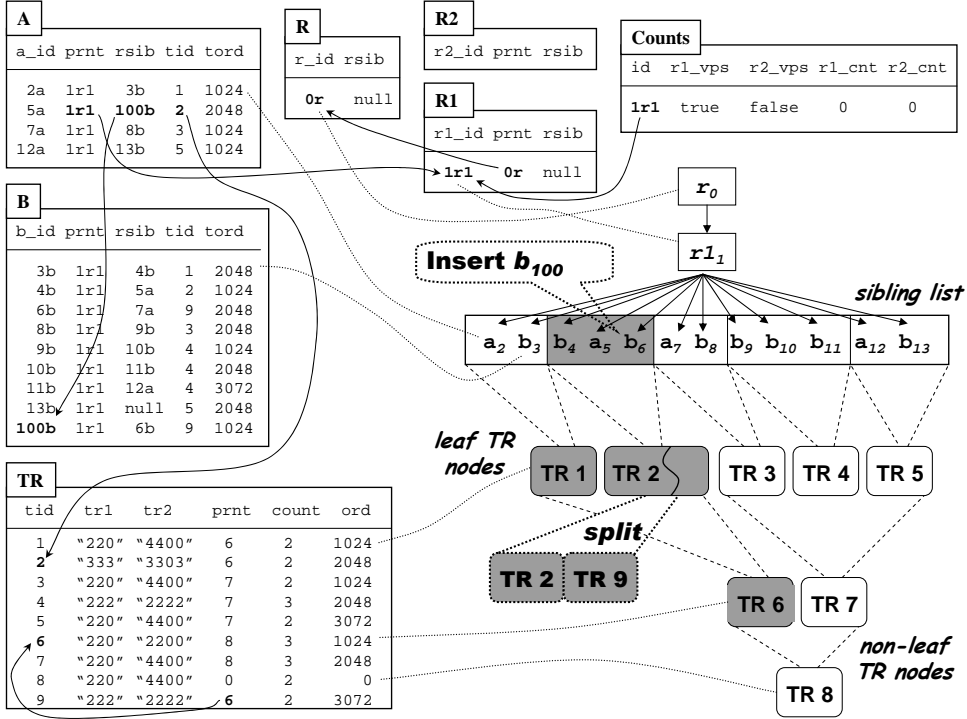 A
a_id prnt rsib tid tord
2a 1r1 3b 1 1024
5a 1r1 100b 2 2048
7a 1r1 8b 3 1024
12a 1r1 13b 5 1024
R
r_id rsib
0r null
R2
r2_id prnt rsib
R1
r1_id prnt rsib
1r1 0r null
Counts
id r1_vps r2_vps r1_cnt r2_cnt
1r1 true false 0 0
B
b_id prnt rsib tid tord
3b 1r1 4b 1 2048
4b 1r1 5a 2 1024
6b 1r1 7a 9 2048
8b 1r1 9b 3 2048
9b 1r1 10b 4 1024
10b 1r1 11b 4 2048
11b 1r1 12a 4 3072
13b 1r1 null 5 2048
100b 1r1 6b 9 1024
r0
r11
Insert b100
sibling list
a2 b3 b4 a5 b6 a7 b8 b9 b10 b11 a12 b13
leaf TR
nodes
TR 1 TR 2 TR 3 TR 4 TR 5
split
TR 2 TR 9
TR 6 TR 7
non-leaf
TR nodes
TR 8
TR
tid tr1 tr2 prnt count ord
1 “220” “4400” 6 2 1024
2 “333” “3303” 6 2 2048
3 “220” “4400” 7 2 1024
4 “222” “2222” 7 3 2048
5 “220” “4400” 7 2 3072
6 “220” “2200” 8 3 1024
7 “220” “4400” 8 3 2048
8 “220” “4400” 0 2 0
9 “222” “2222” 6 2 3072